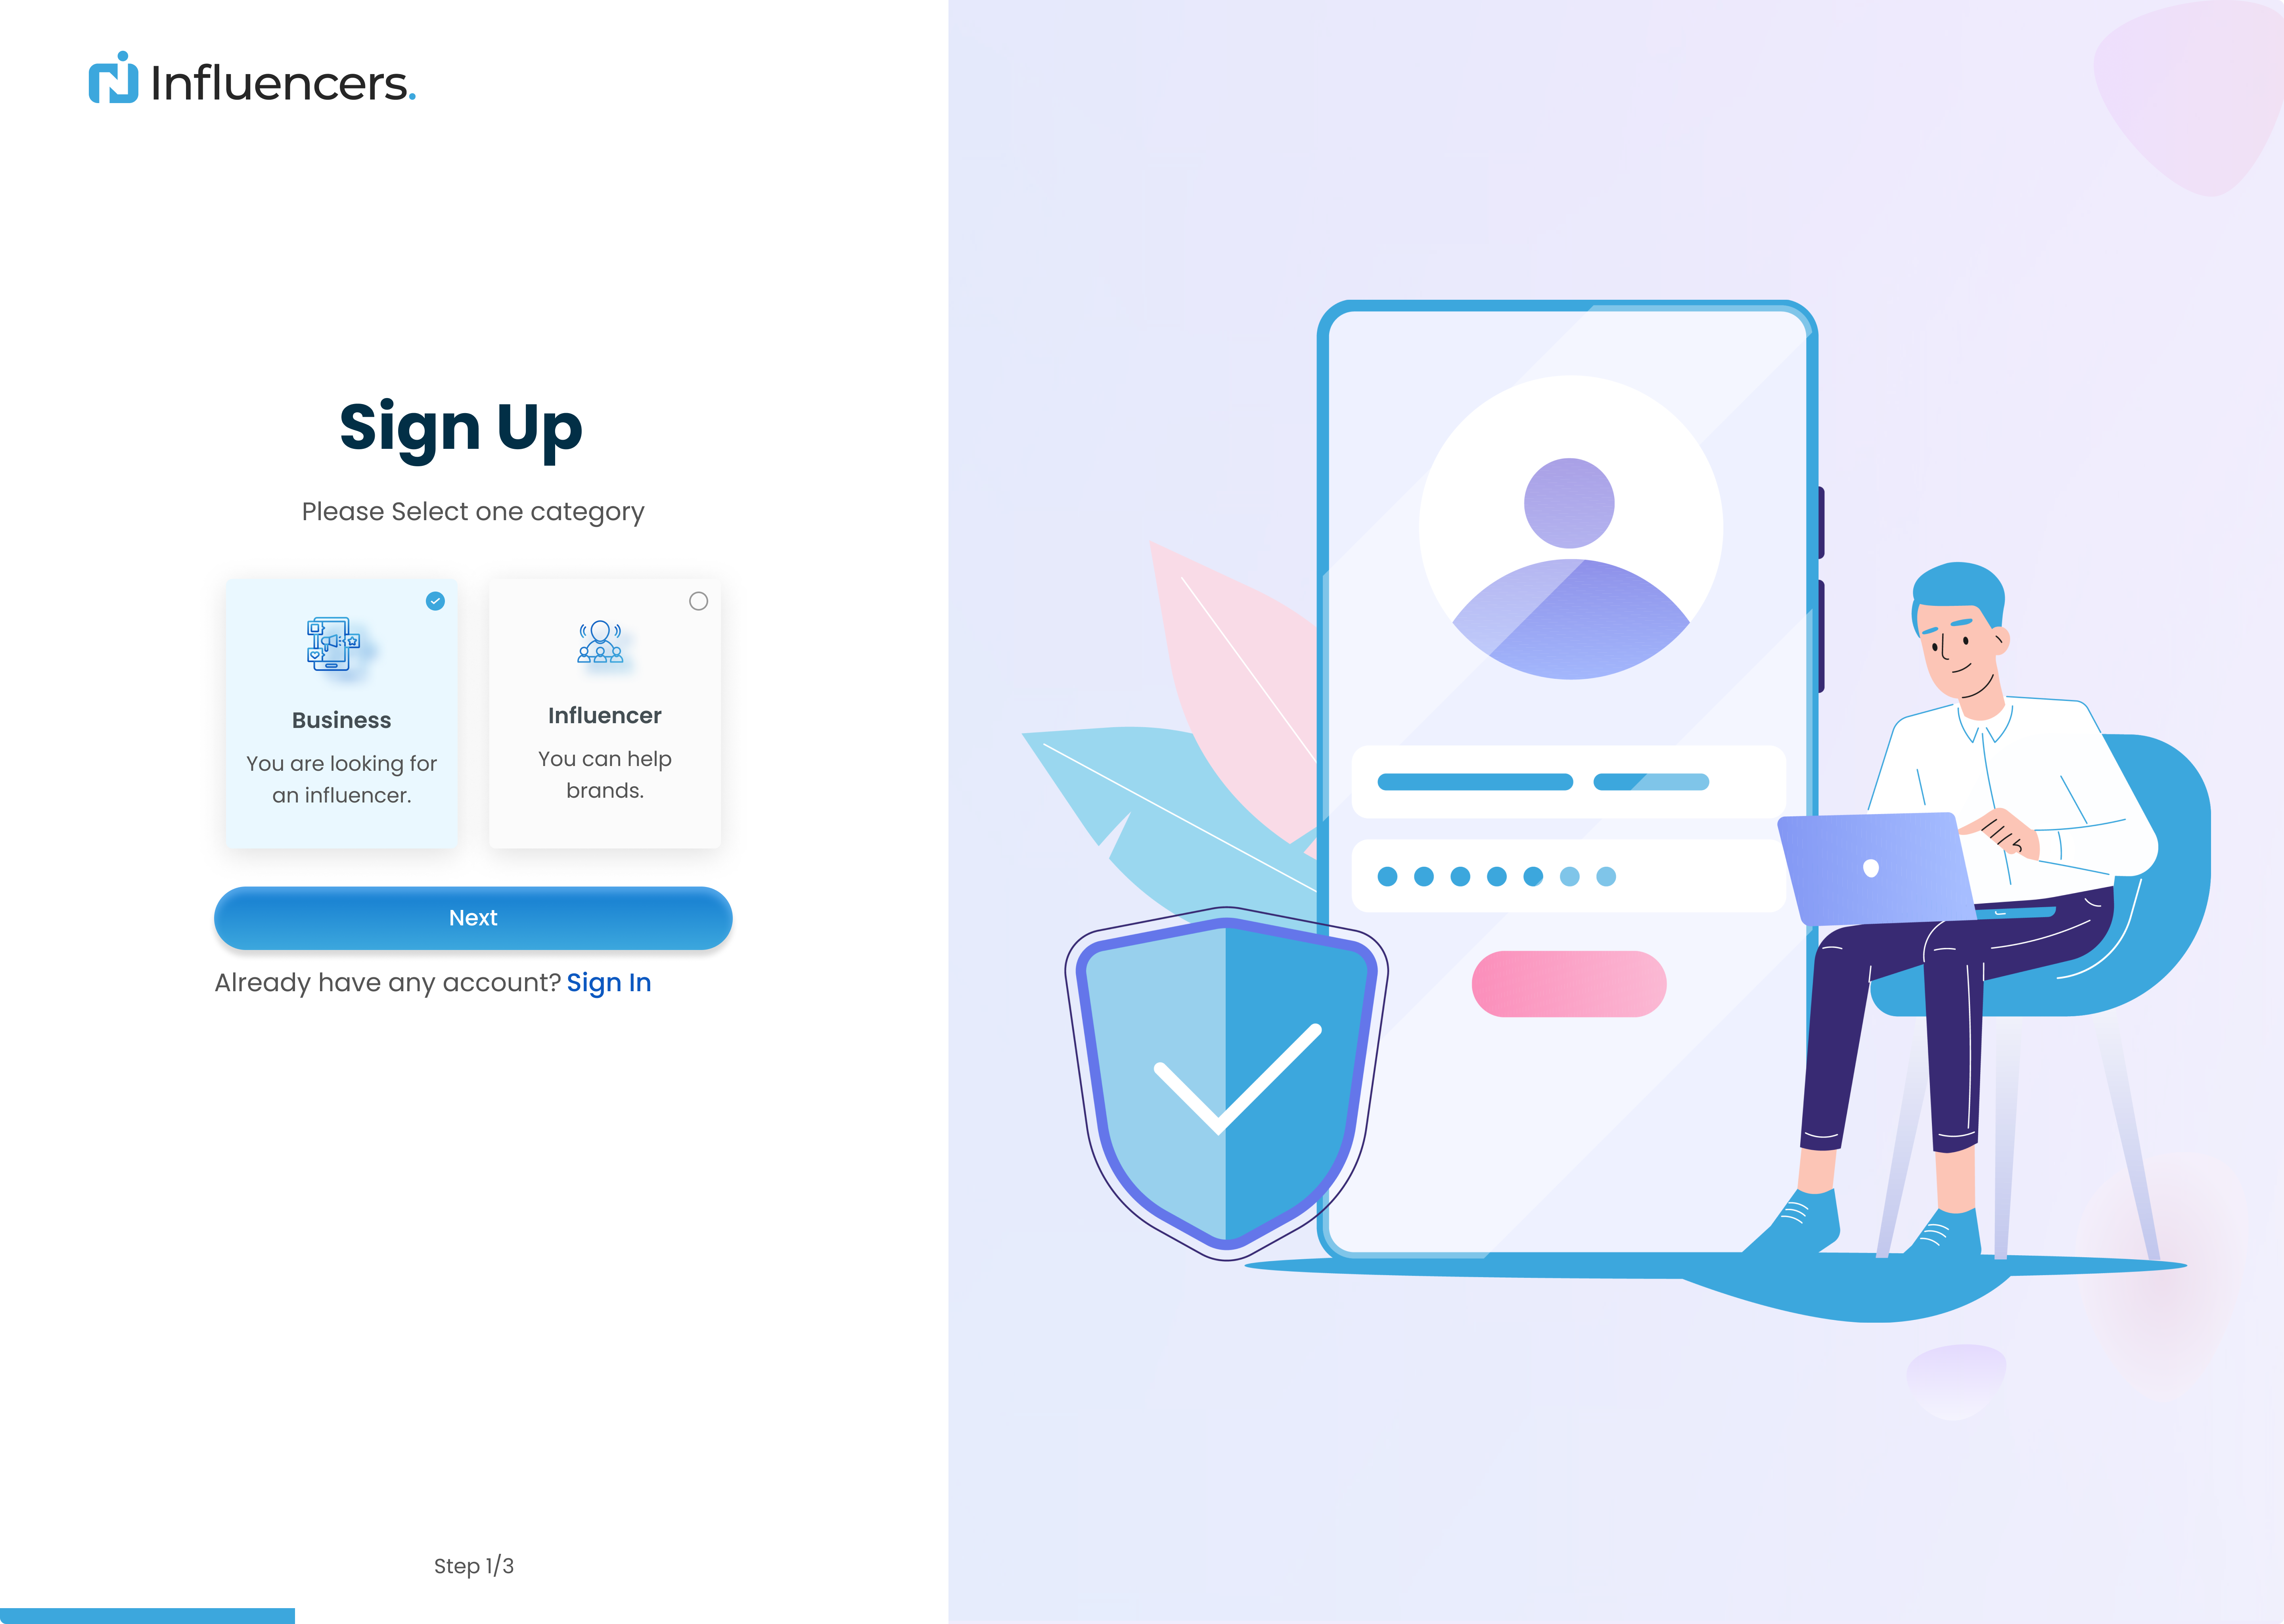 Influencers.
Sign Up
Please Select one category
Business
You are looking for
an influencer.
Influencer
You can help
brands.
Next
Already have any account? Sign In
Step 1/3